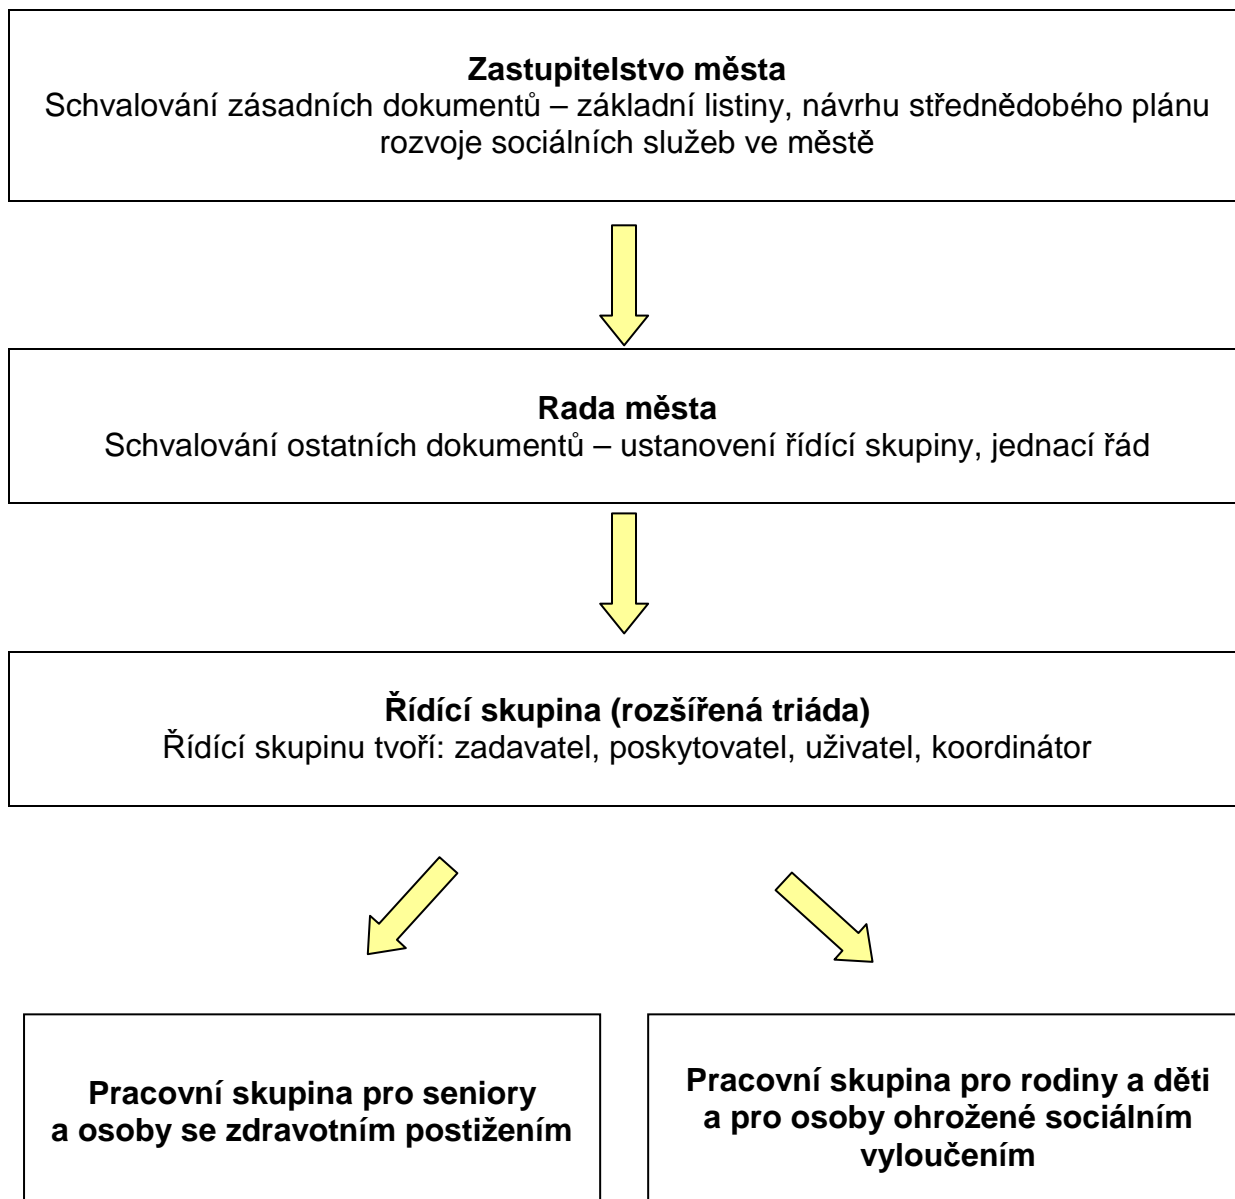 Zastupitelstvo města
Schvalování zásadních dokumentů – základní listiny, návrhu střednědobého plánu
rozvoje sociálních služeb ve městě
Rada města
Schvalování ostatních dokumentů – ustanovení řídící skupiny, jednací řád
Řídící skupina (rozšířená triáda)
Řídící skupinu tvoří: zadavatel, poskytovatel, uživatel, koordinátor
Pracovní skupina pro seniory
a osoby se zdravotním postižením
Pracovní skupina pro rodiny a děti
a pro osoby ohrožené sociálním
vyloučením